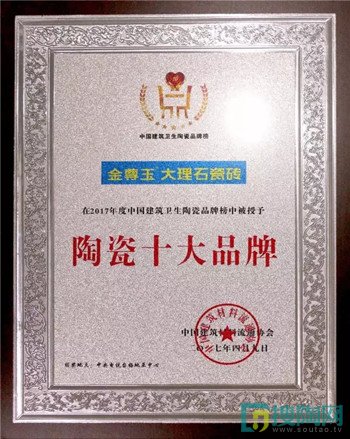 中国建筑卫生陶瓷品牌榜
金尊玉 大理石瓷砖
在2017年度中国建筑卫生陶瓷品牌榜中被授予
陶瓷十大品牌
中国建筑材料流通协会
二〇一七年四月九日
搜陶网
www.soutao.tv